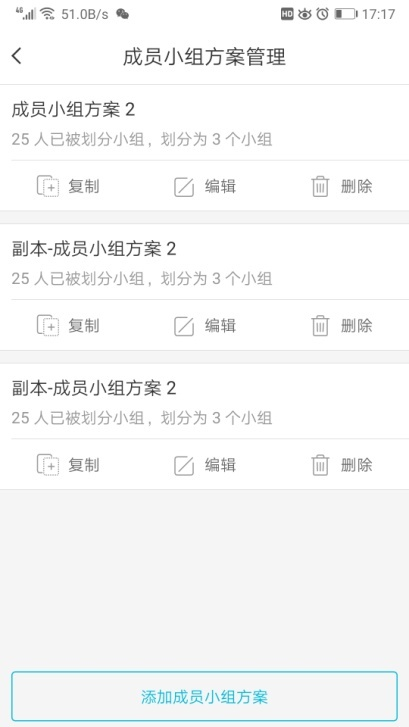 4G 51.0B/s HD 17:17
成员小组方案管理
成员小组方案 2
25 人已被划分小组，划分为 3 个小组
复制 编辑 删除
副本-成员小组方案 2
25 人已被划分小组，划分为 3 个小组
复制 编辑 删除
副本-成员小组方案 2
25 人已被划分小组，划分为 3 个小组
复制 编辑 删除
添加成员小组方案